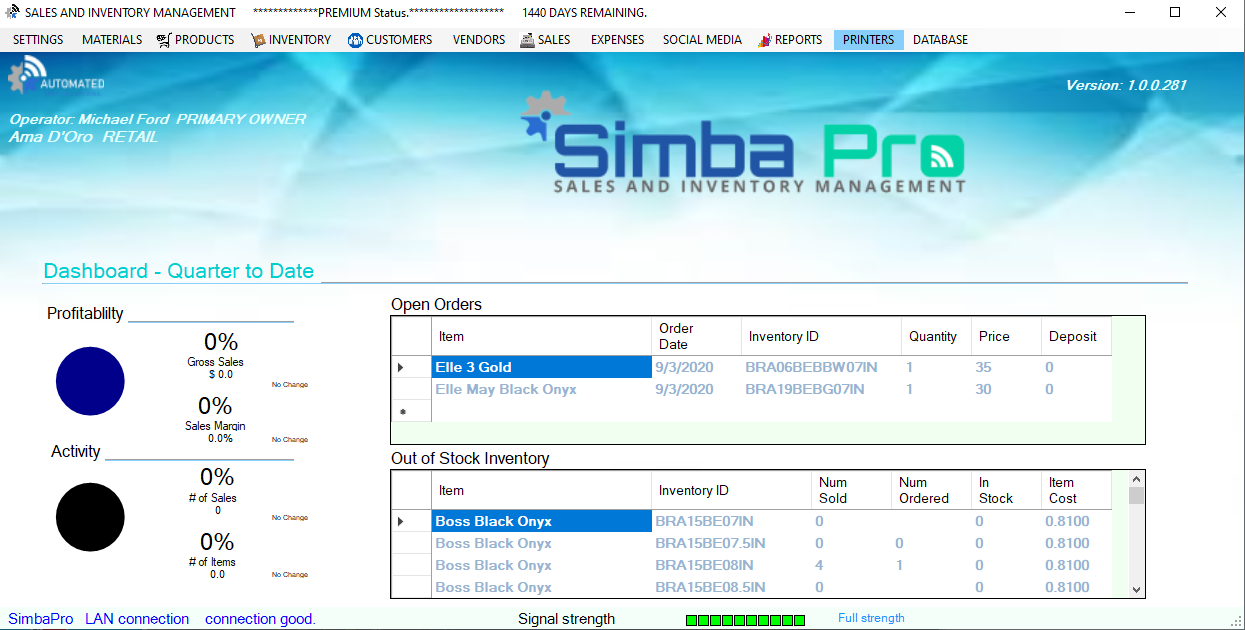 SALES AND INVENTORY MANAGEMENT *************PREMIUM Status.******************* 1440 DAYS REMAINING.
SETTINGS MATERIALS PRODUCTS INVENTORY CUSTOMERS VENDORS SALES EXPENSES SOCIAL MEDIA REPORTS PRINTERS DATABASE
AUTOMATED
Version: 1.0.0.281
Operator: Michael Ford PRIMARY OWNER
Ama D'Oro RETAIL
Simba Pro
SALES AND INVENTORY MANAGEMENT
Dashboard - Quarter to Date
Profitablilty
0%
Gross Sales
$ 0.0
No Change
0%
Sales Margin
0.0%
No Change
Activity
0%
# of Sales
0
No Change
0%
# of Items
0.0
No Change
Open Orders
Item Order Date Inventory ID Quantity Price Deposit
Elle 3 Gold 9/3/2020 BRA06BEBBW07IN 1 35 0
Elle May Black Onyx 9/3/2020 BRA19BEBG07IN 1 30 0
*
Out of Stock Inventory
Item Inventory ID Num Sold Num Ordered In Stock Item Cost
Boss Black Onyx BRA15BE07IN 0 0 0.8100
Boss Black Onyx BRA15BE07.5IN 0 0 0 0.8100
Boss Black Onyx BRA15BE08IN 4 1 0 0.8100
Boss Black Onyx BRA15BE08.5IN 0 0 0.8100
SimbaPro LAN connection connection good. Signal strength Full strength